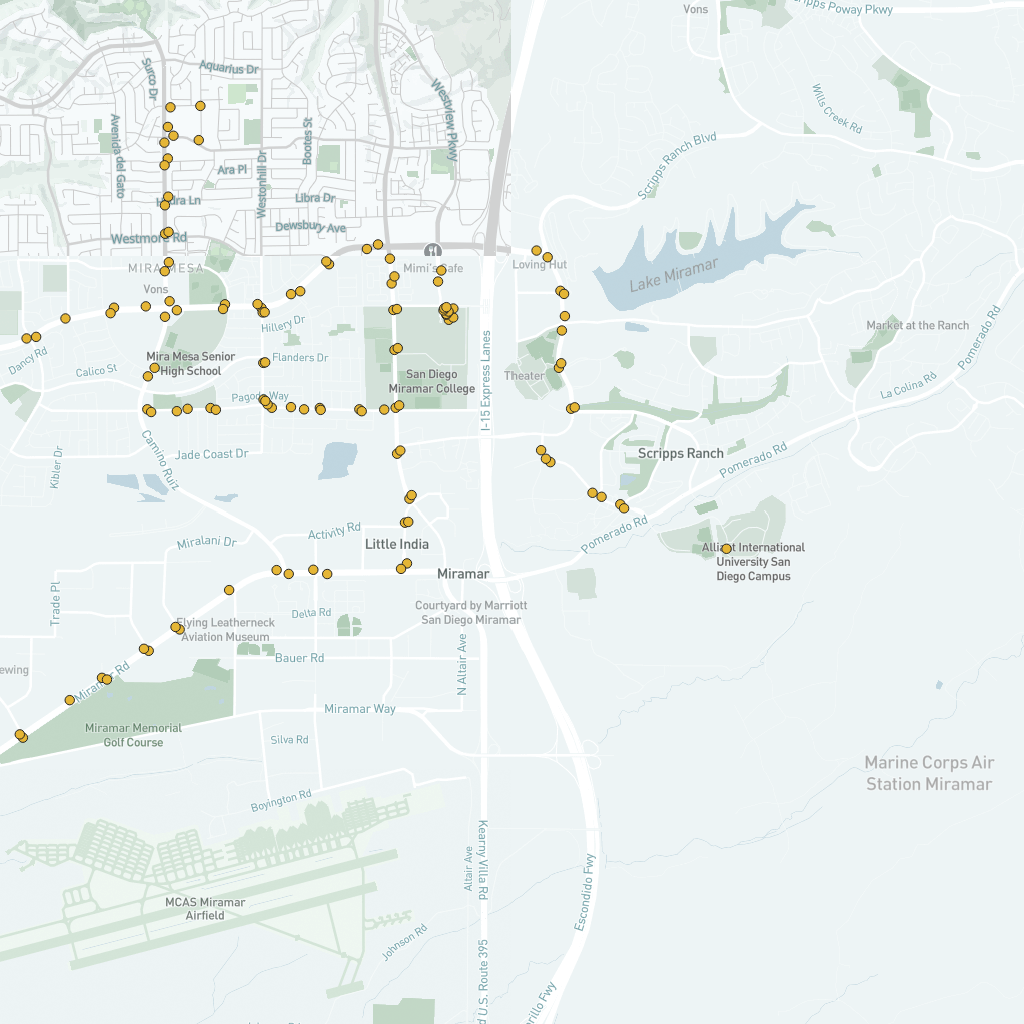 Vons
Scripps Poway Pkwy
Aquarius Dr
Surco Dr
Westview Pkwy
Wills Creek Rd
Avenida del Gato
Bootes St
Scripps Ranch Blvd
Ara Pl
Westonhill Dr
Libra Dr
Hydra Ln
Dewsbury Ave
Westmore Rd
MIRA MESA
Mimi's Cafe
Loving Hut
Lake Miramar
Vons
Hillery Dr
Market at the Ranch
Pomerado Rd
Dancy Rd
Mira Mesa Senior
High School
Flanders Dr
Calico St
San Diego
Miramar College
Theater
I-15 Express Lanes
La Colina Rd
Pagoda Way
Camino Ruiz
Kibler Dr
Jade Coast Dr
Scripps Ranch
Pomerado Rd
Activity Rd
Miralani Dr
Little India
Pomerado Rd
Alliant International
University San
Diego Campus
Miramar
Trade Pl
Delta Rd
Courtyard by Marriott
San Diego Miramar
Flying Leatherneck
Aviation Museum
N Altair Ave
Bauer Rd
ewing
Miramar Rd
Miramar Way
Miramar Memorial
Golf Course
Silva Rd
Marine Corps Air
Station Miramar
Boyington Rd
Kearny Villa Rd
Altair Ave
Escondido Fwy
MCAS Miramar
Airfield
Johnson Rd
d U.S. Route 395
rillo Fwy